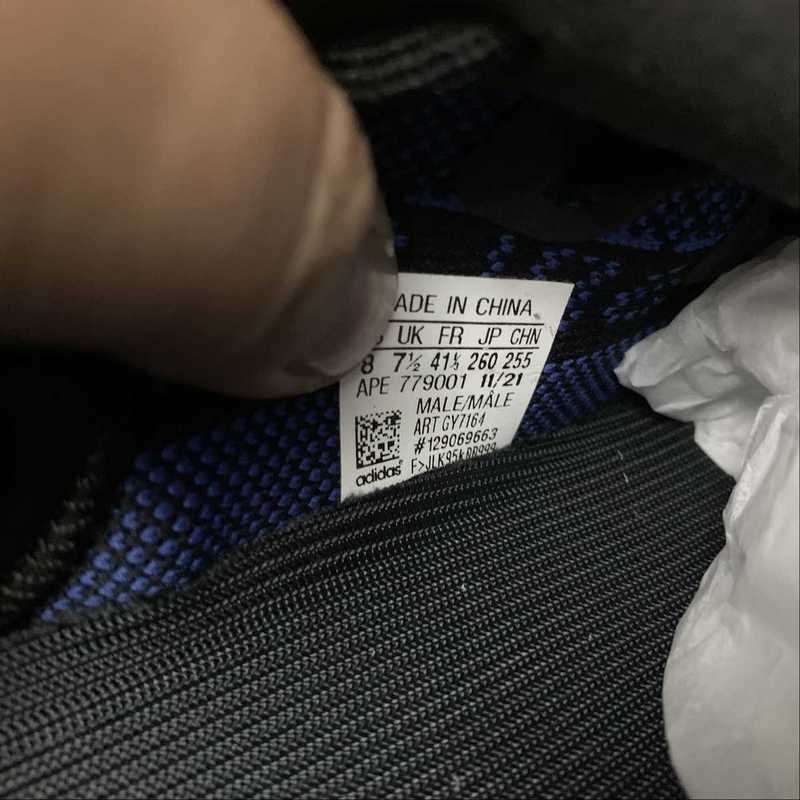 ADE IN CHINA
UK FR JP CHN
8 7½ 41⅓ 260 255
APE 779001 11/21
MALE/MÂLE
ART GY7164
#129069663
adidas